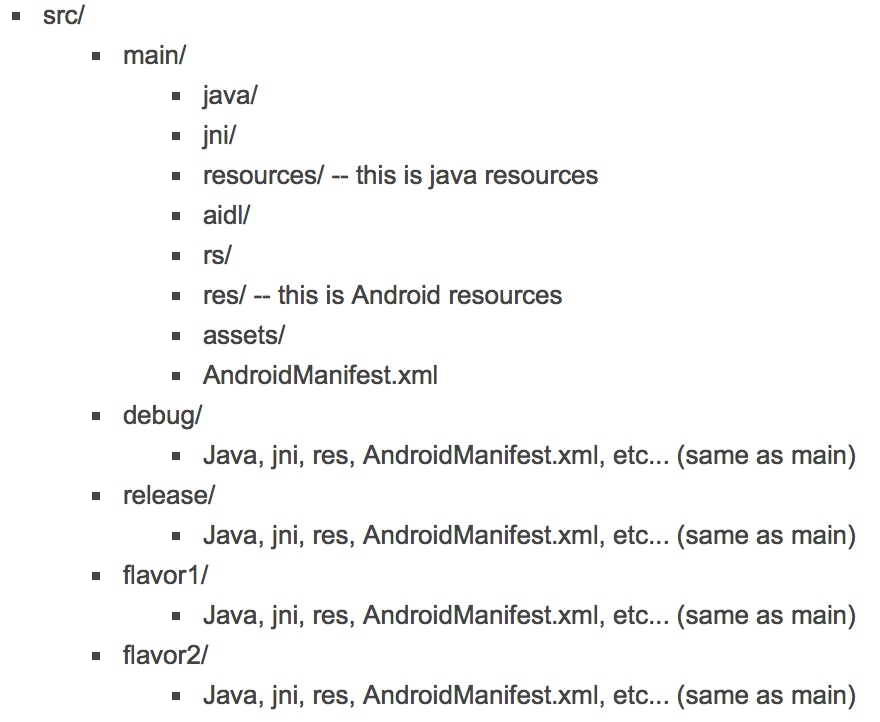 src/
main/
java/
jni/
resources/ -- this is java resources
aidl/
rs/
res/ -- this is Android resources
assets/
AndroidManifest.xml
debug/
Java, jni, res, AndroidManifest.xml, etc... (same as main)
release/
Java, jni, res, AndroidManifest.xml, etc... (same as main)
flavor1/
Java, jni, res, AndroidManifest.xml, etc... (same as main)
flavor2/
Java, jni, res, AndroidManifest.xml, etc... (same as main)